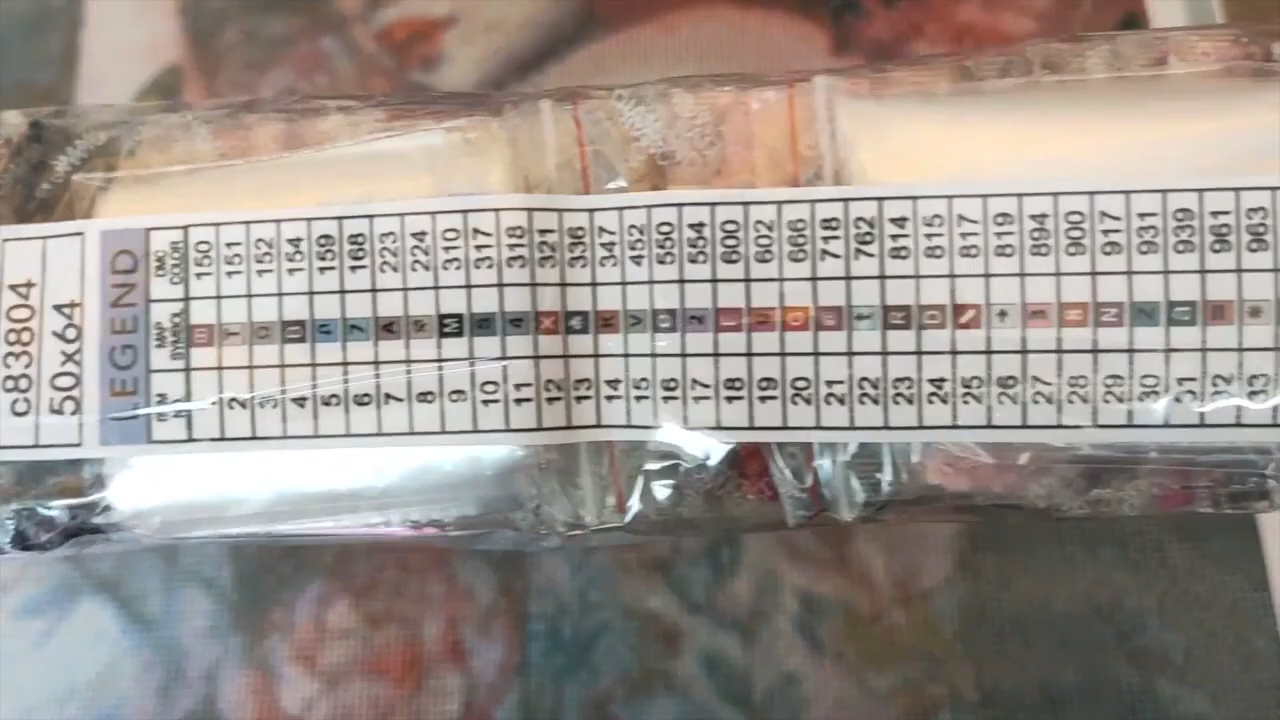 c83804
50x64
LEGEND
MAP SYMBOL DMC COLOR
150
2 T 151
3 152
4 B 154
5 A 159
6 7 168
7 A 223
8 224
9 M 310
10 317
11 4 318
12 X 321
13 ♣ 336
14 K 347
15 V 452
16 550
17 2 554
18 600
19 602
20 666
21 718
22 t 762
23 R 814
24 D 815
25 817
26 819
27 894
28 900
29 N 917
30 Z 931
31 939
32 961
33 963